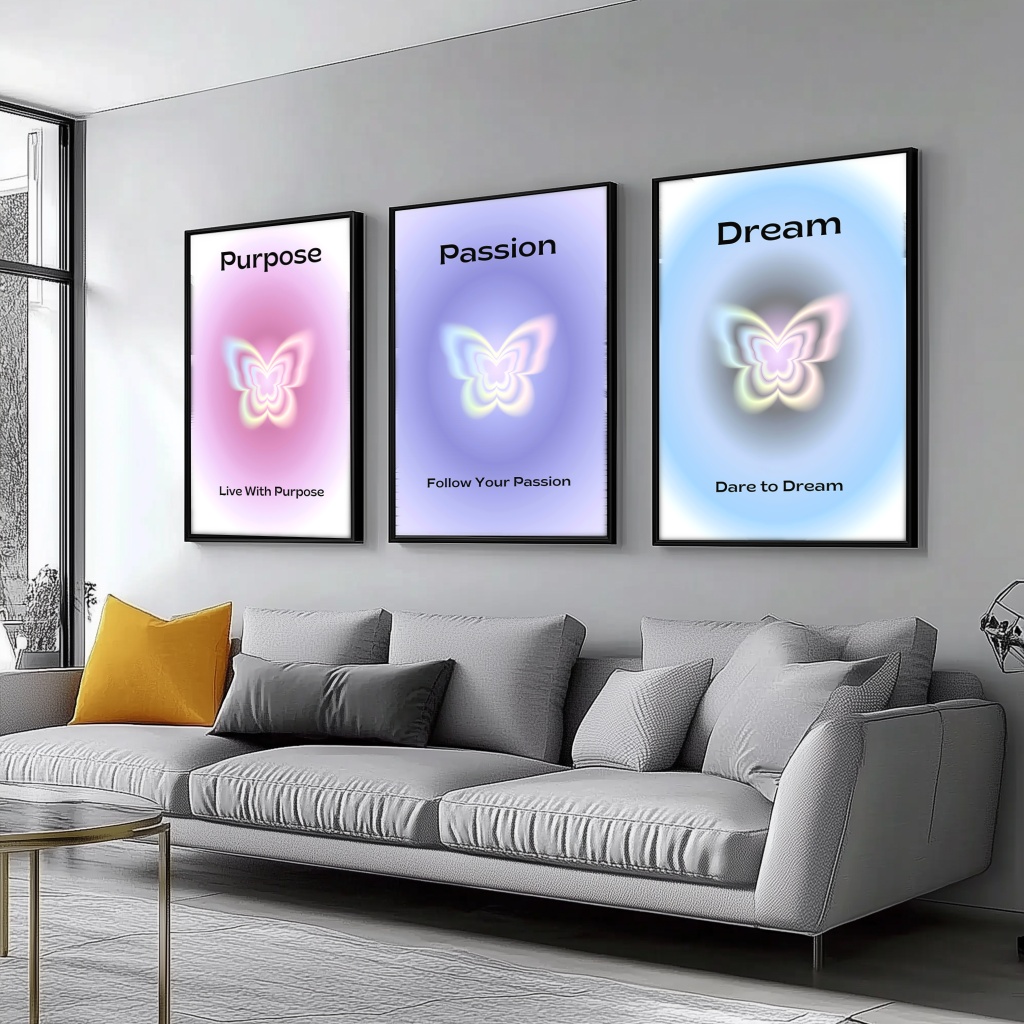 Purpose
Live With Purpose
Passion
Follow Your Passion
Dream
Dare to Dream